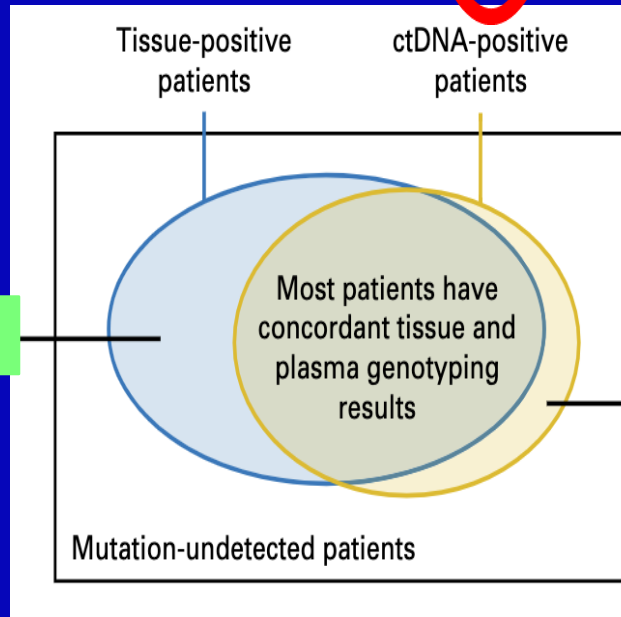 Tissue-positive
patients
ctDNA-positive
patients
Most patients have
concordant tissue and
plasma genotyping
results
Mutation-undetected patients